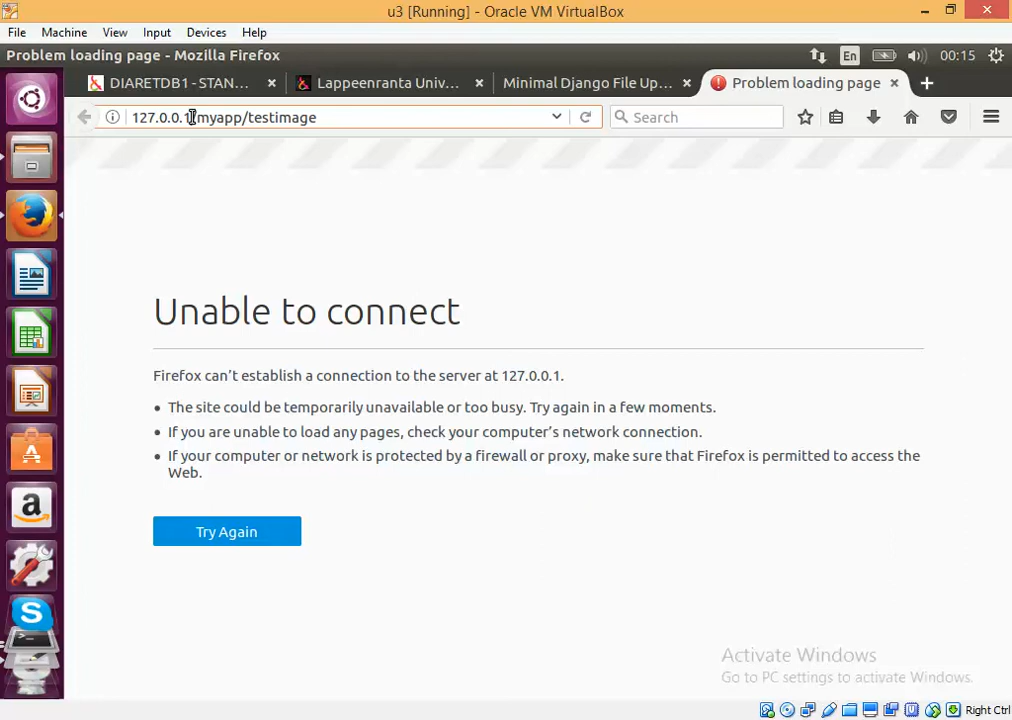 u3 [Running] - Oracle VM VirtualBox
File Machine View Input Devices Help
Problem loading page - Mozilla Firefox
En
00:15
DIARETDB1 - STAN...
Lappeenranta Univ...
Minimal Django File Up...
Problem loading page
127.0.0.1/myapp/testimage
Search
Unable to connect
Firefox can't establish a connection to the server at 127.0.0.1.
• The site could be temporarily unavailable or too busy. Try again in a few moments.
• If you are unable to load any pages, check your computer's network connection.
• If your computer or network is protected by a firewall or proxy, make sure that Firefox is permitted to access the
Web.
Try Again
Activate Windows
Go to PC settings to activate Windows.
Right Ctrl